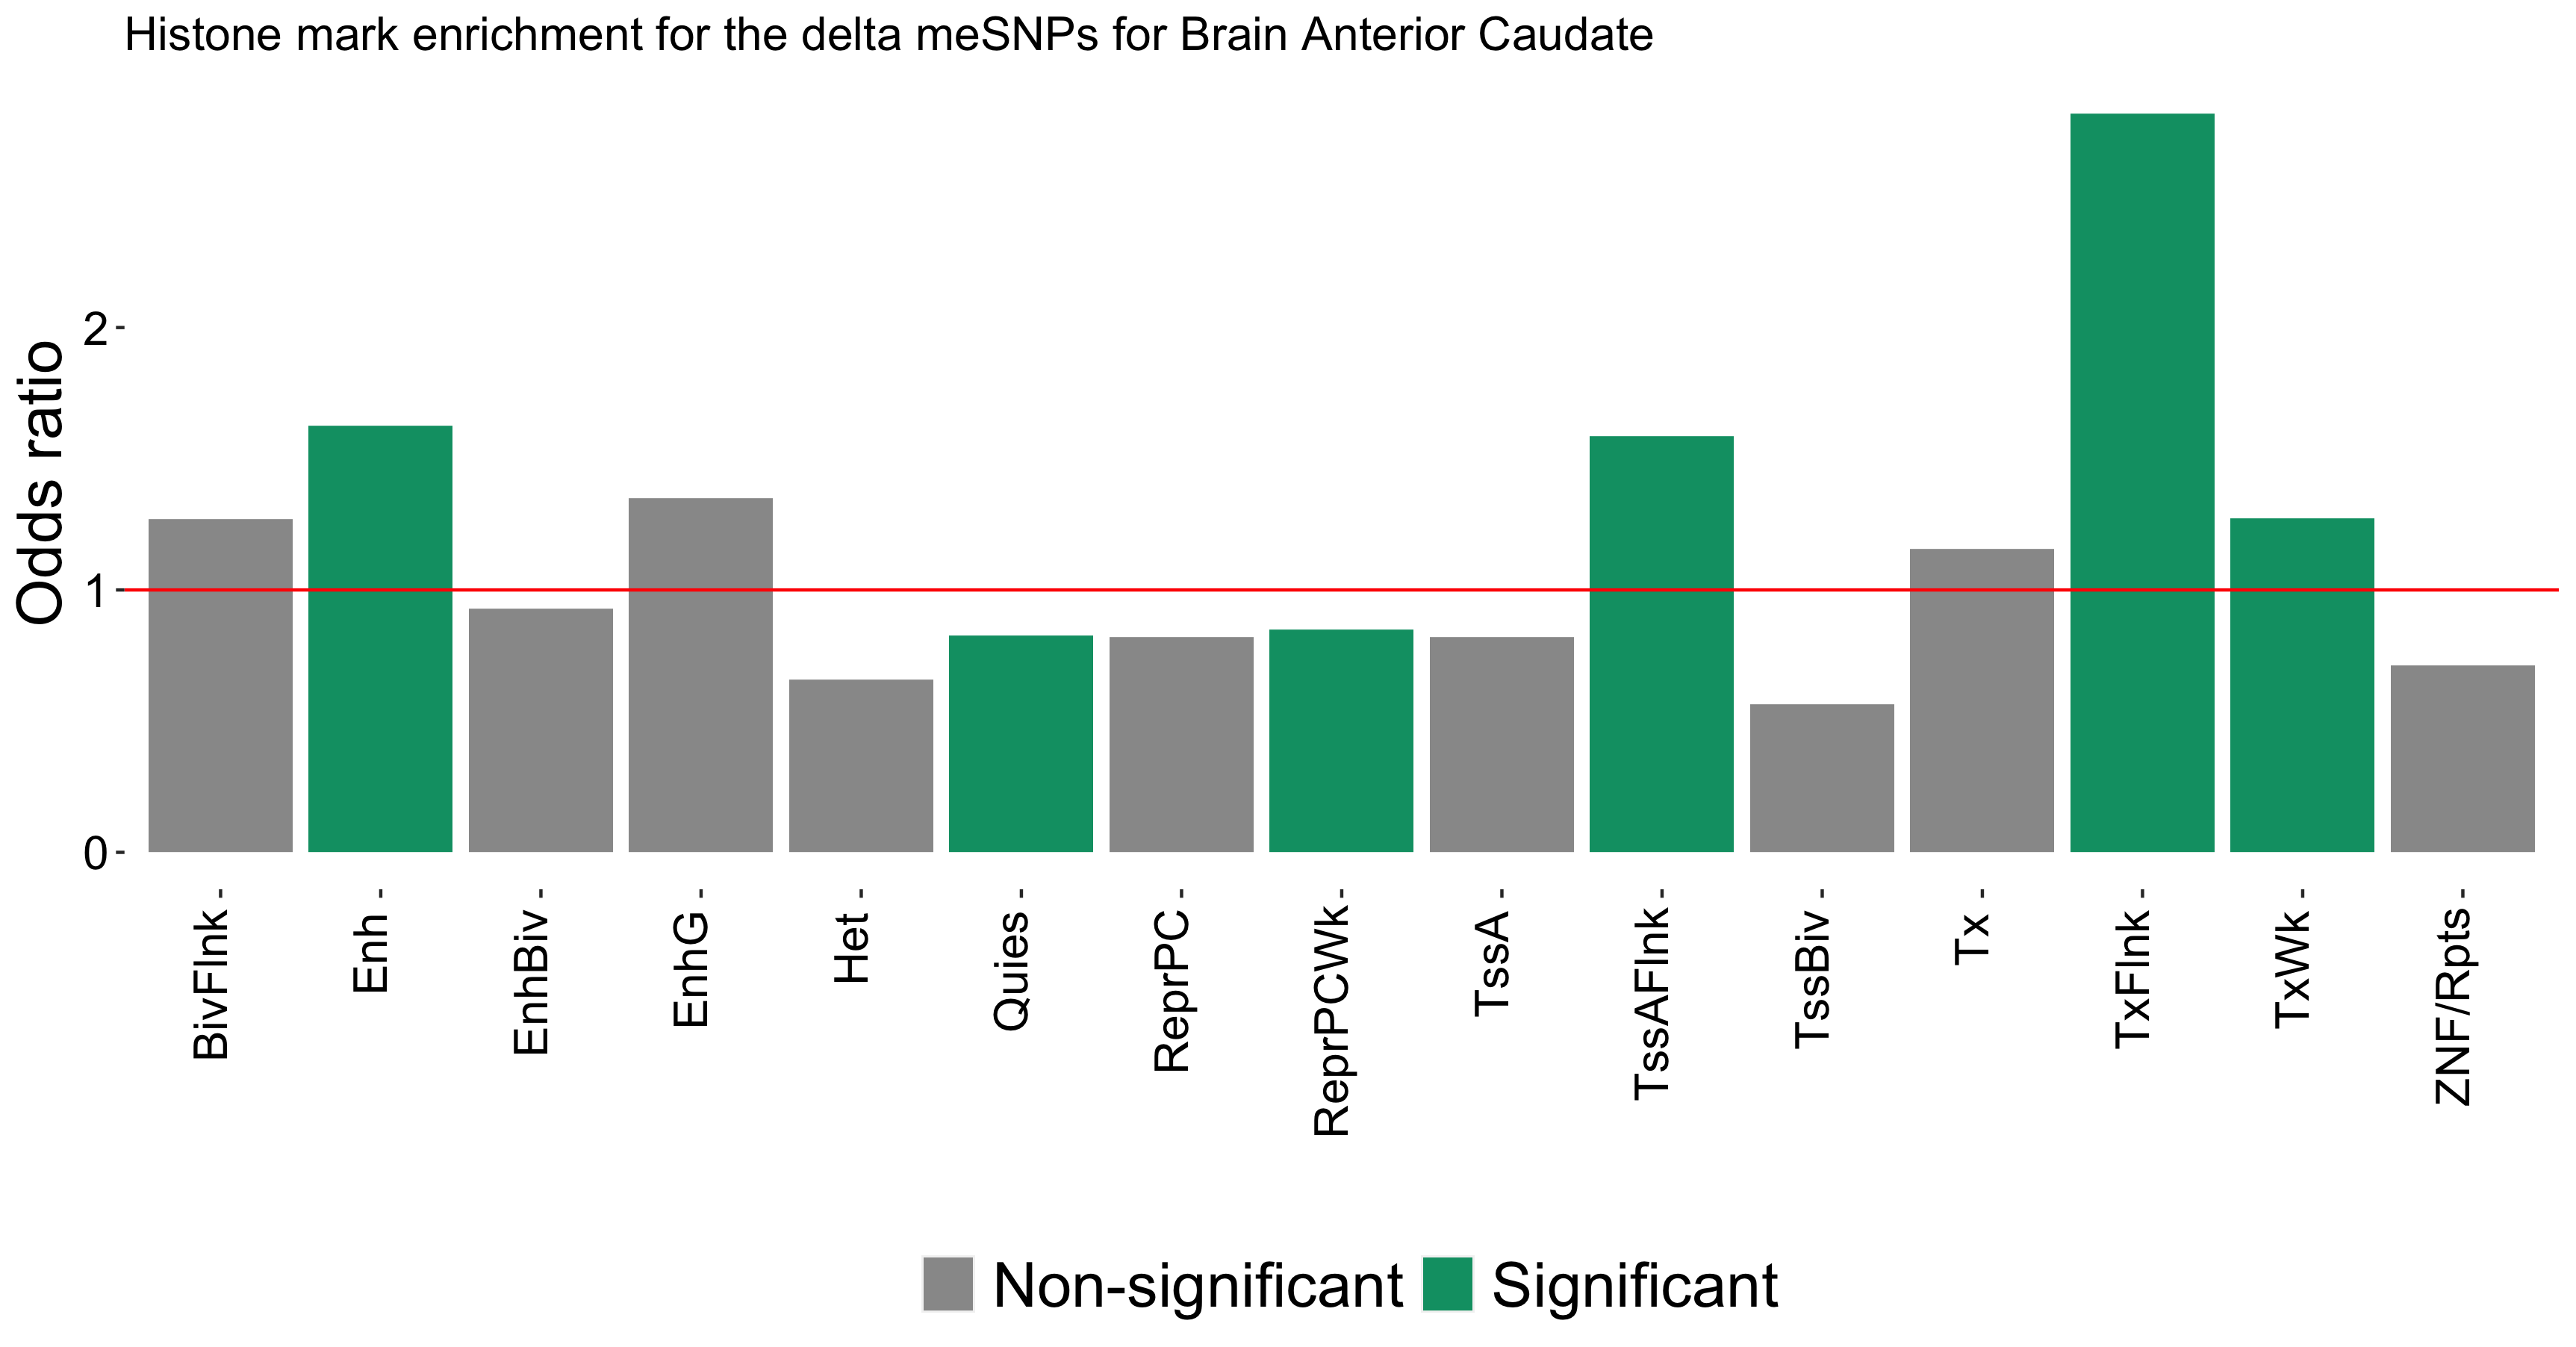 Histone mark enrichment for the delta meSNPs for Brain Anterior Caudate
Odds ratio
2
1
0
BivFlnk
Enh
EnhBiv
EnhG
Het
Quies
ReprPC
ReprPCWk
TssA
TssAFlnk
TssBiv
Tx
TxFlnk
TxWk
ZNF/Rpts
Non-significant
Significant